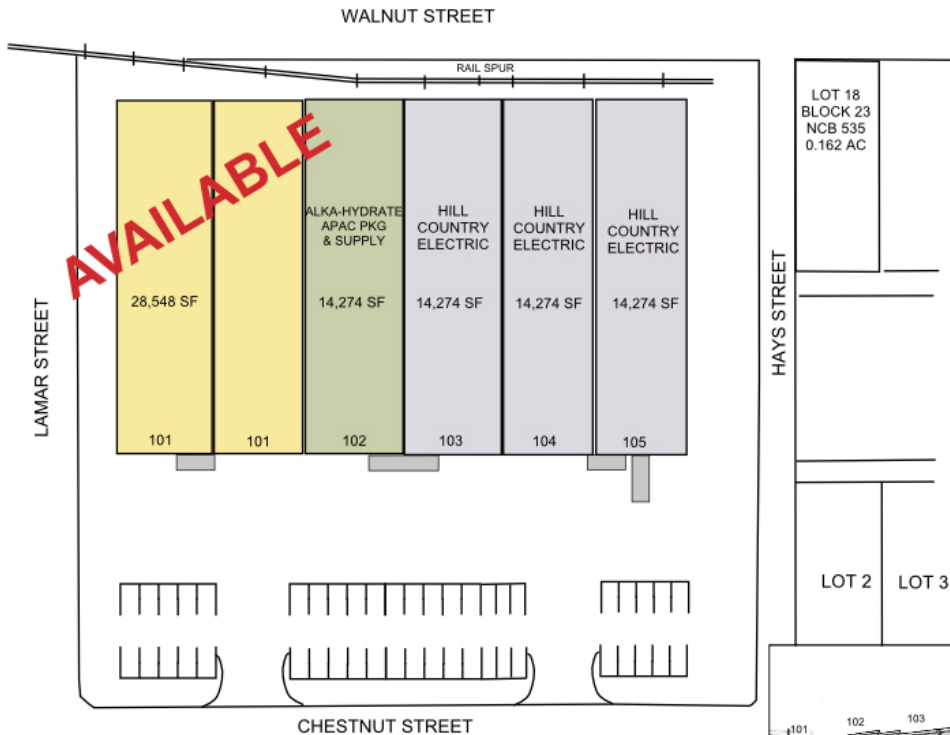 WALNUT STREET
RAIL SPUR
LOT 18
BLOCK 23
NCB 535
0.162 AC
AVAILABLE
ALKA-HYDRATE
APAC PKG
& SUPPLY
HILL
COUNTRY
ELECTRIC
HILL
COUNTRY
ELECTRIC
HILL
COUNTRY
ELECTRIC
28,548 SF
14,274 SF
14,274 SF
14,274 SF
14,274 SF
LAMAR STREET
HAYS STREET
101
101
102
103
104
105
LOT 2
LOT 3
CHESTNUT STREET
101
102
103